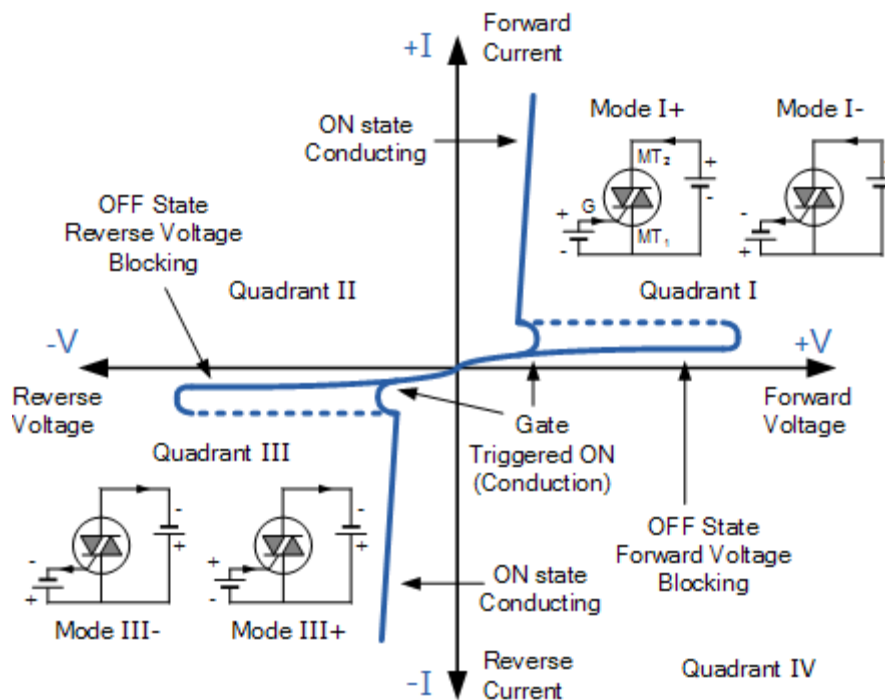 +I
Forward
Current
ON state
Conducting
Mode I+
Mode I-
MT₂
+
-
+
-
G
+
-
MT₁
-
+
OFF State
Reverse Voltage
Blocking
Quadrant II
Quadrant I
-V
+V
Reverse
Voltage
Forward
Voltage
Quadrant III
Gate
Triggered ON
(Conduction)
OFF State
Forward Voltage
Blocking
-
+
-
+
-
+
+
-
ON state
Conducting
Mode III-
Mode III+
-I
Reverse
Current
Quadrant IV